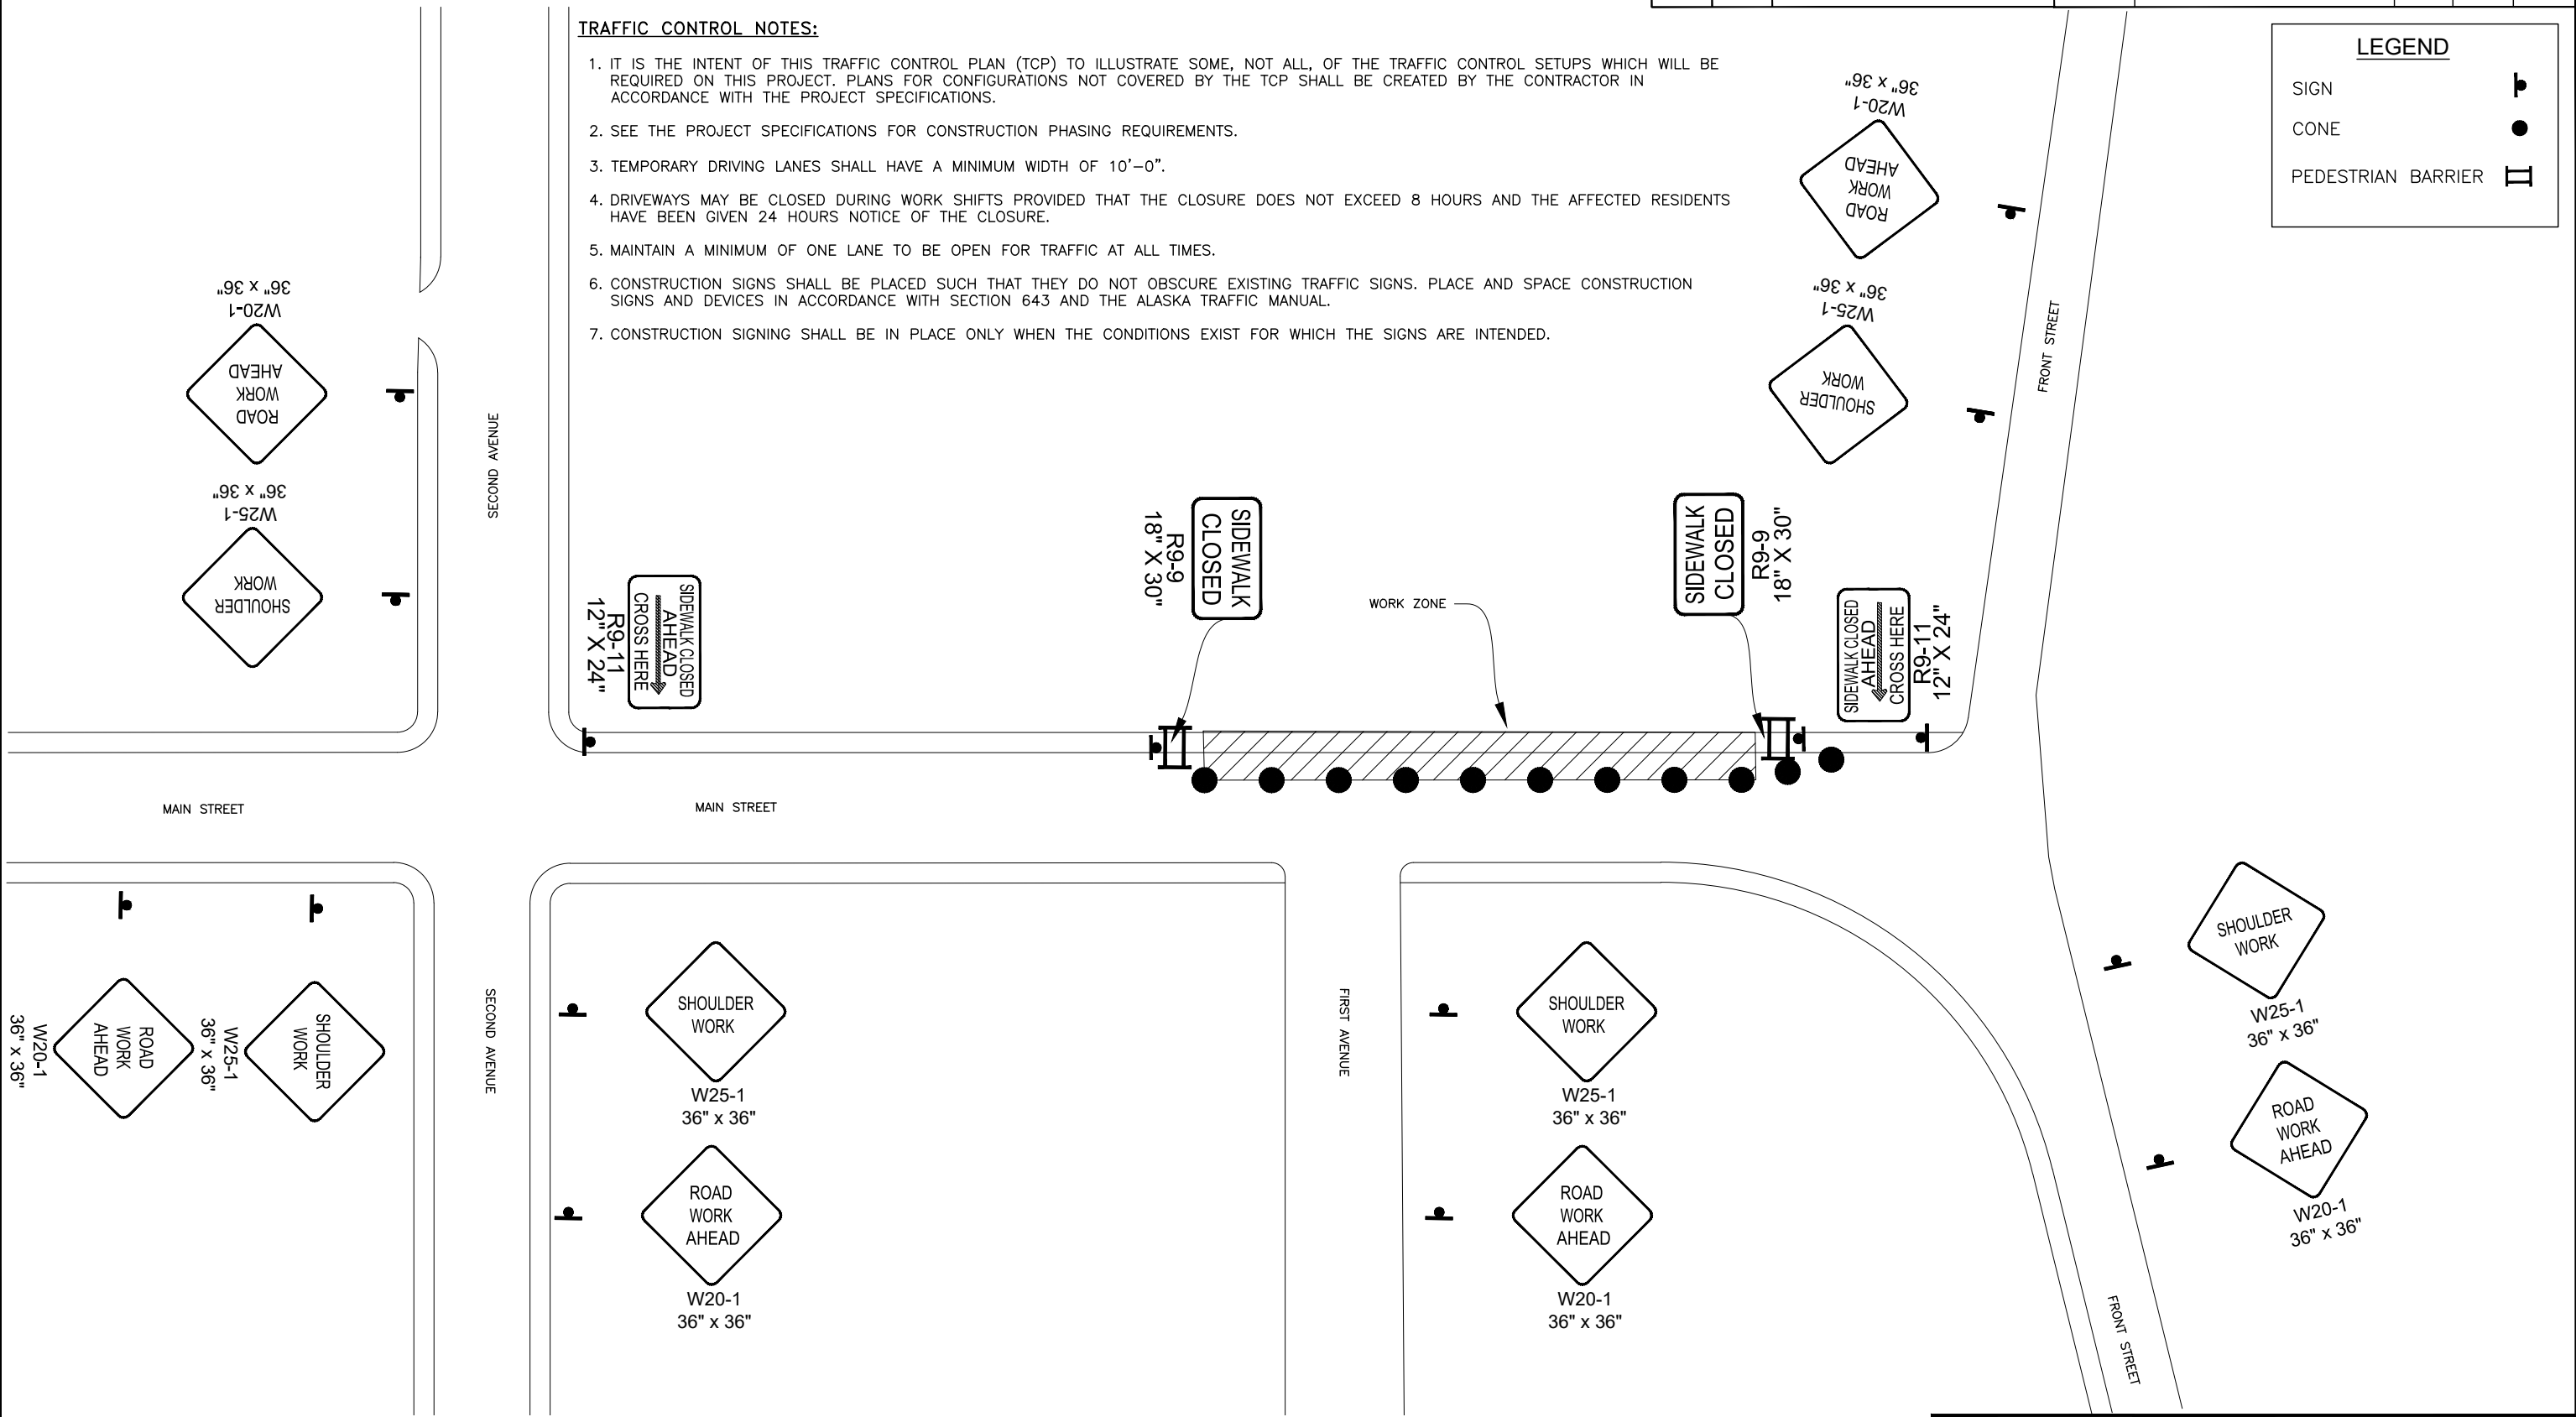 TRAFFIC CONTROL NOTES:
1. IT IS THE INTENT OF THIS TRAFFIC CONTROL PLAN (TCP) TO ILLUSTRATE SOME, NOT ALL, OF THE TRAFFIC CONTROL SETUPS WHICH WILL BE
REQUIRED ON THIS PROJECT. PLANS FOR CONFIGURATIONS NOT COVERED BY THE TCP SHALL BE CREATED BY THE CONTRACTOR IN
ACCORDANCE WITH THE PROJECT SPECIFICATIONS.
2. SEE THE PROJECT SPECIFICATIONS FOR CONSTRUCTION PHASING REQUIREMENTS.
3. TEMPORARY DRIVING LANES SHALL HAVE A MINIMUM WIDTH OF 10'-0".
4. DRIVEWAYS MAY BE CLOSED DURING WORK SHIFTS PROVIDED THAT THE CLOSURE DOES NOT EXCEED 8 HOURS AND THE AFFECTED RESIDENTS
HAVE BEEN GIVEN 24 HOURS NOTICE OF THE CLOSURE.
5. MAINTAIN A MINIMUM OF ONE LANE TO BE OPEN FOR TRAFFIC AT ALL TIMES.
6. CONSTRUCTION SIGNS SHALL BE PLACED SUCH THAT THEY DO NOT OBSCURE EXISTING TRAFFIC SIGNS. PLACE AND SPACE CONSTRUCTION
SIGNS AND DEVICES IN ACCORDANCE WITH SECTION 643 AND THE ALASKA TRAFFIC MANUAL.
7. CONSTRUCTION SIGNING SHALL BE IN PLACE ONLY WHEN THE CONDITIONS EXIST FOR WHICH THE SIGNS ARE INTENDED.
LEGEND
SIGN
CONE
PEDESTRIAN BARRIER
ROAD
WORK
AHEAD
W20-1
36" x 36"
SHOULDER
WORK
W25-1
36" x 36"
FRONT STREET
ROAD
WORK
AHEAD
W20-1
36" x 36"
SHOULDER
WORK
W25-1
36" x 36"
SECOND AVENUE
SIDEWALK CLOSED
AHEAD
CROSS HERE
R9-11
12" X 24"
SIDEWALK
CLOSED
R9-9
18" X 30"
WORK ZONE
SIDEWALK
CLOSED
R9-9
18" X 30"
SIDEWALK CLOSED
AHEAD
CROSS HERE
R9-11
12" X 24"
MAIN STREET
MAIN STREET
ROAD
WORK
AHEAD
W20-1
36" x 36"
SHOULDER
WORK
W25-1
36" x 36"
SECOND AVENUE
SHOULDER
WORK
W25-1
36" x 36"
ROAD
WORK
AHEAD
W20-1
36" x 36"
FIRST AVENUE
SHOULDER
WORK
W25-1
36" x 36"
ROAD
WORK
AHEAD
W20-1
36" x 36"
SHOULDER
WORK
W25-1
36" x 36"
ROAD
WORK
AHEAD
W20-1
36" x 36"
FRONT STREET